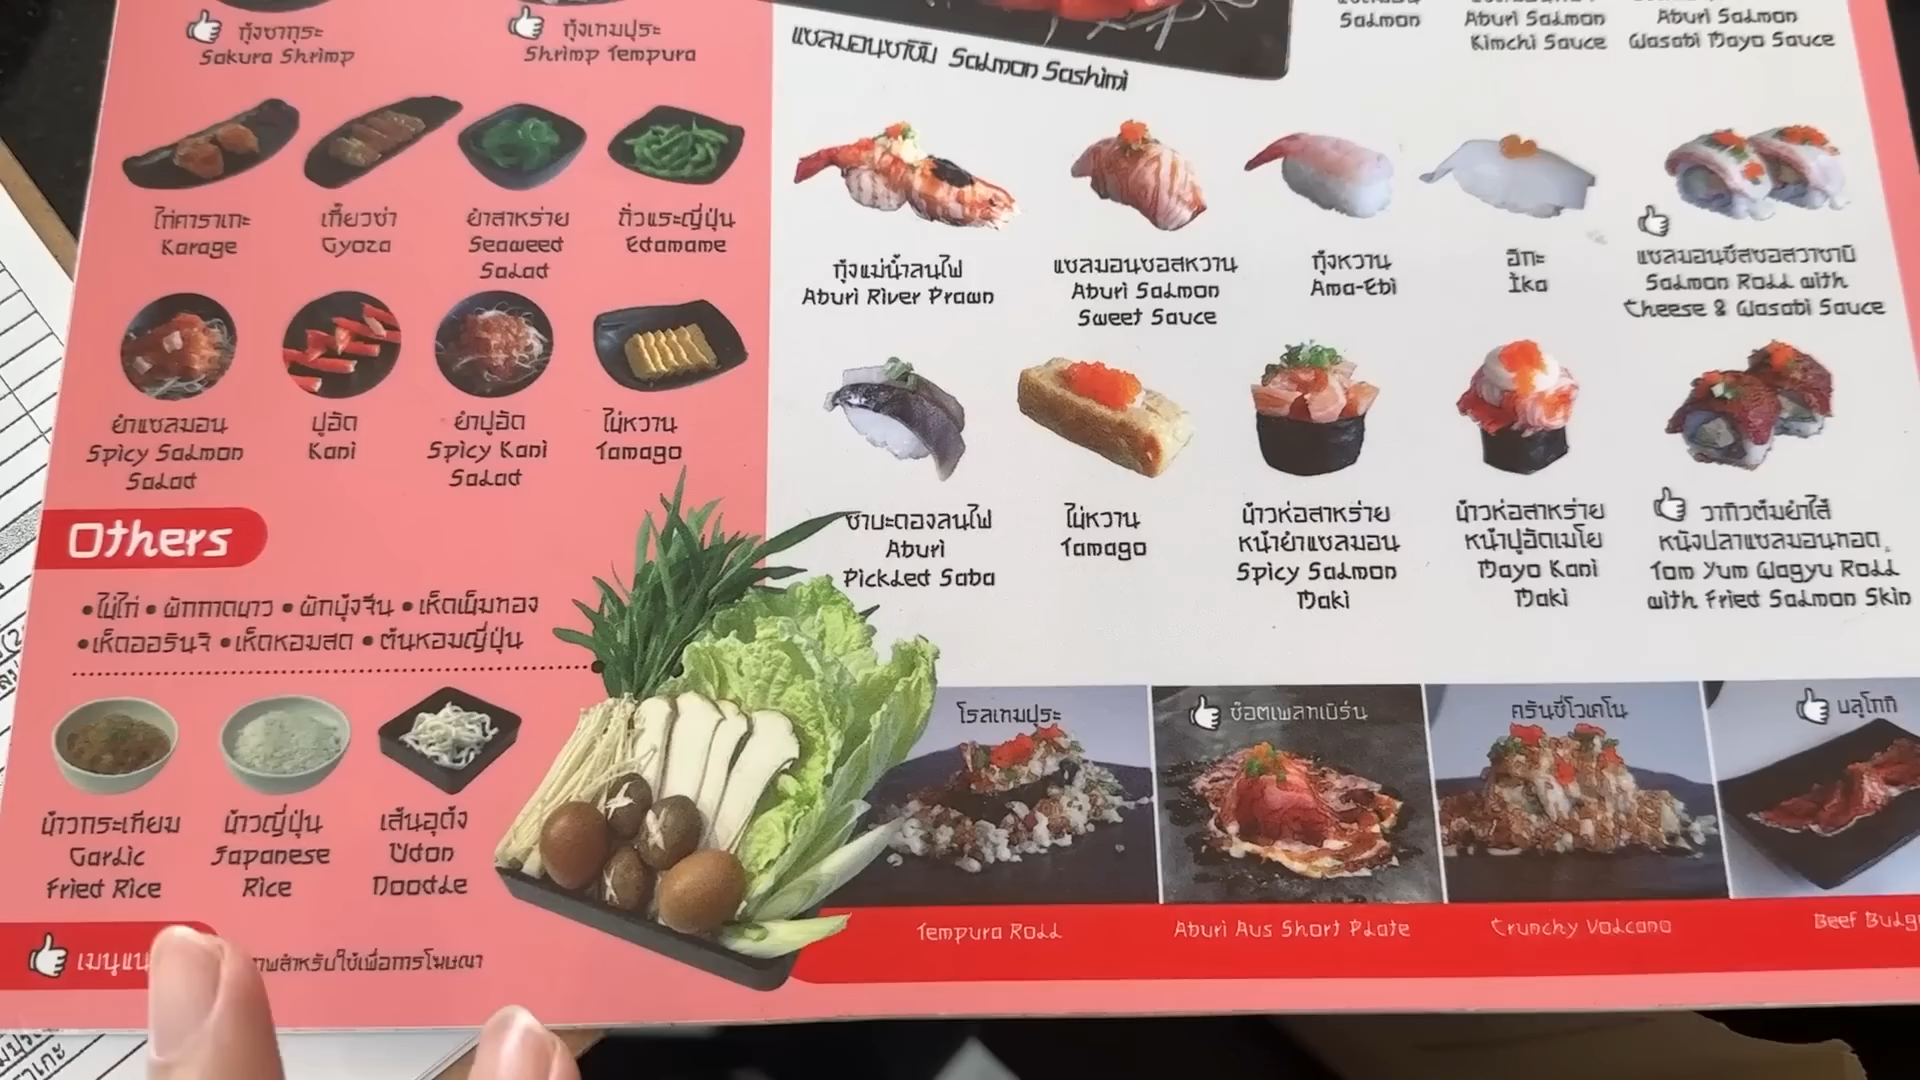 กุ้งซากุระ
Sakura Shrimp
กุ้งเทมปุระ
Shrimp Tempura
ไก่คาราเกะ
Karage
เกี๊ยวซ่า
Gyoza
ยำสาหร่าย
Seaweed
Salad
ถั่วแระญี่ปุ่น
Edamame
ยำแซลมอน
Spicy Salmon
Salad
ปูอัด
Kani
ยำปูอัด
Spicy Kani
Salad
ไข่หวาน
Tamago
Others
•ไข่ไก่ •ผักกาดขาว •ผักบุ้งจีน •เห็ดเข็มทอง
•เห็ดออรินจิ •เห็ดหอมสด •ต้นหอมญี่ปุ่น
ข้าวกระเทียม
Garlic
Fried Rice
ข้าวญี่ปุ่น
Japanese
Rice
เส้นอุด้ง
Udon
Noodle
เมนูแน
ภาพสำหรับใช้เพื่อการโฆษณา
แซลมอนซาชิมิ Salmon Sashimi
Salmon
Aburi Salmon
Kimchi Sauce
Aburi Salmon
Wasabi Mayo Sauce
กุ้งแม่น้ำลนไฟ
Aburi River Prawn
แซลมอนซอสหวาน
Aburi Salmon
Sweet Sauce
กุ้งหวาน
Ama-Ebi
อิกะ
Ika
แซลมอนชีสซอสวาซาบิ
Salmon Roll with
Cheese & Wasabi Sauce
ซาบะดองลนไฟ
Aburi
Pickled Saba
ไข่หวาน
Tamago
ข้าวห่อสาหร่าย
หน้ายำแซลมอน
Spicy Salmon
Maki
ข้าวห่อสาหร่าย
หน้าปูอัดเมโย
Mayo Kani
Maki
วากิวต้มยำไส้
หนังปลาแซลมอนทอด
Tom Yum Wagyu Roll
with Fried Salmon Skin
โรลเทมปุระ
Tempura Roll
ช๊อตเพลทเบิร์น
Aburi Aus Short Plate
ครันชี่โวเคโน
Crunchy Volcano
บลูโกกิ
Beef Bulg